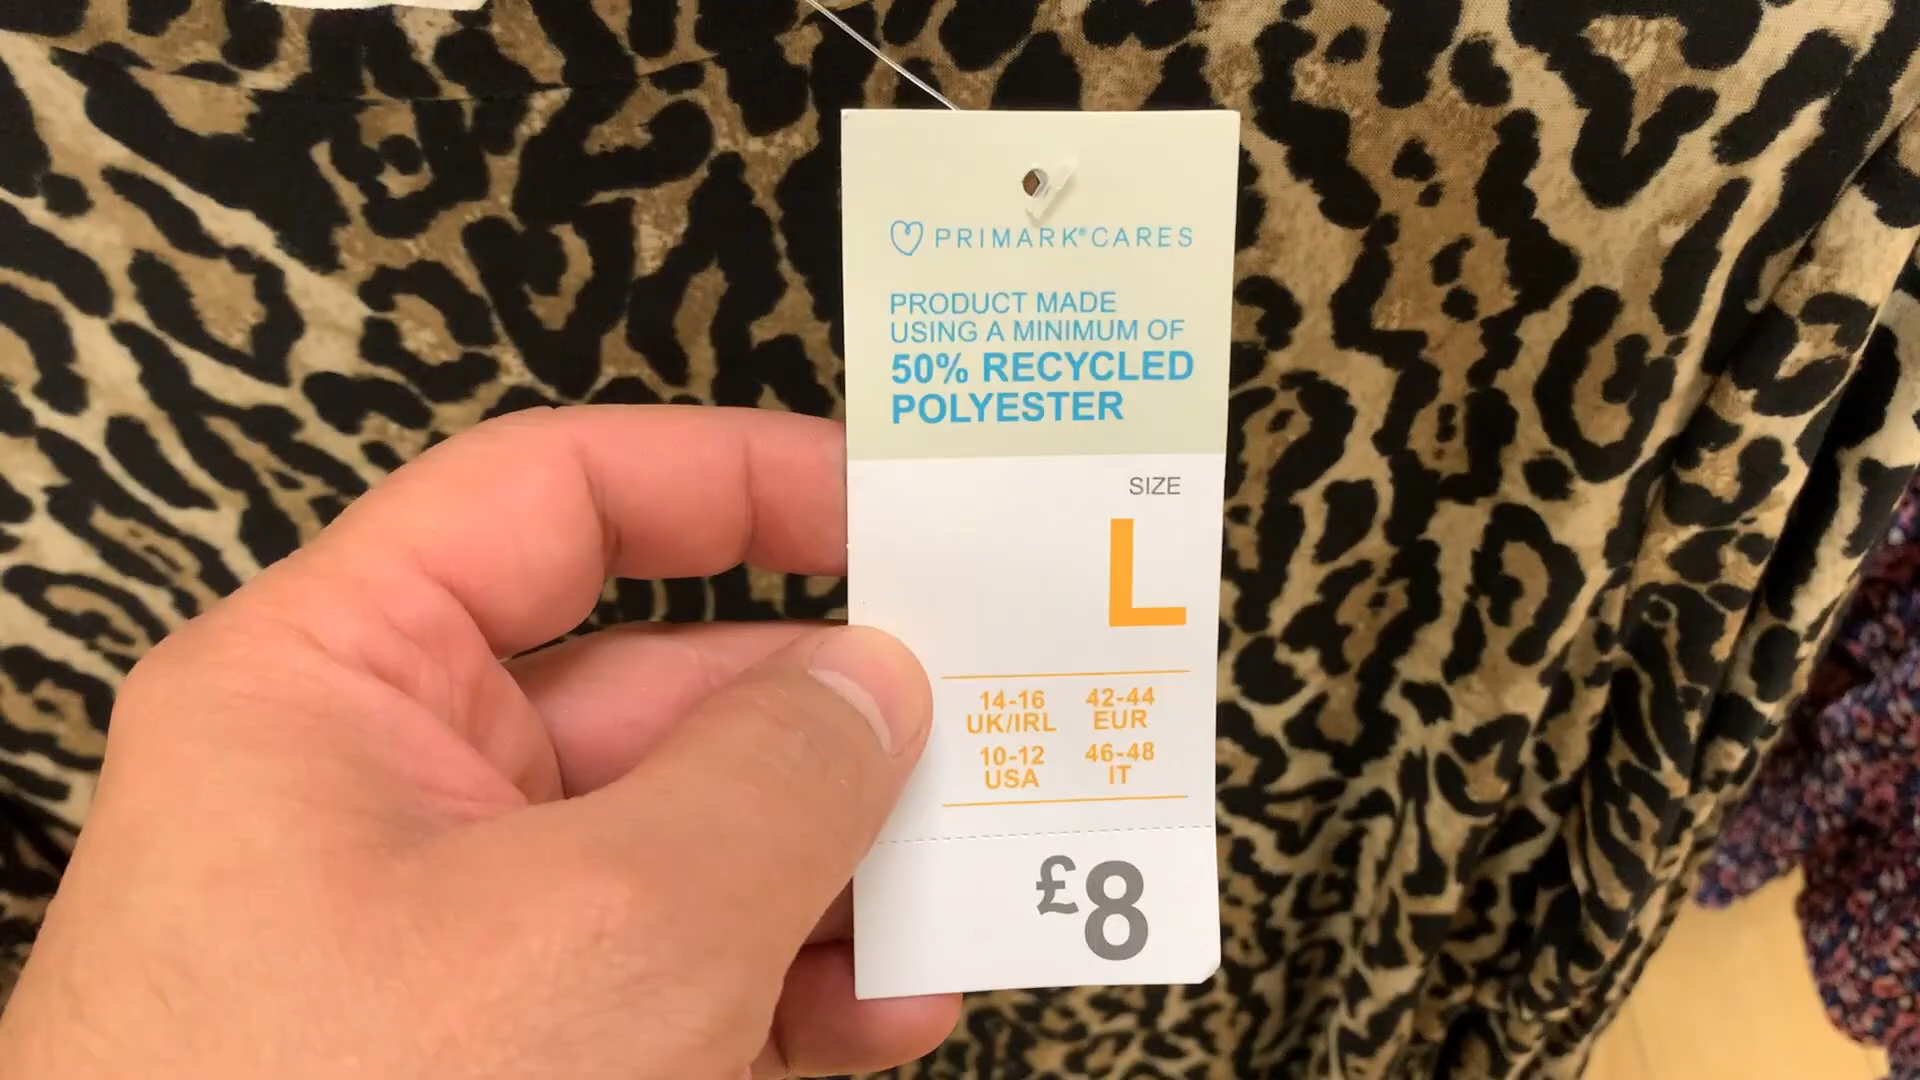 PRIMARK® CARES
PRODUCT MADE
USING A MINIMUM OF
50% RECYCLED
POLYESTER
SIZE
L
14-16 42-44
UK/IRL EUR
10-12 46-48
USA IT
£8